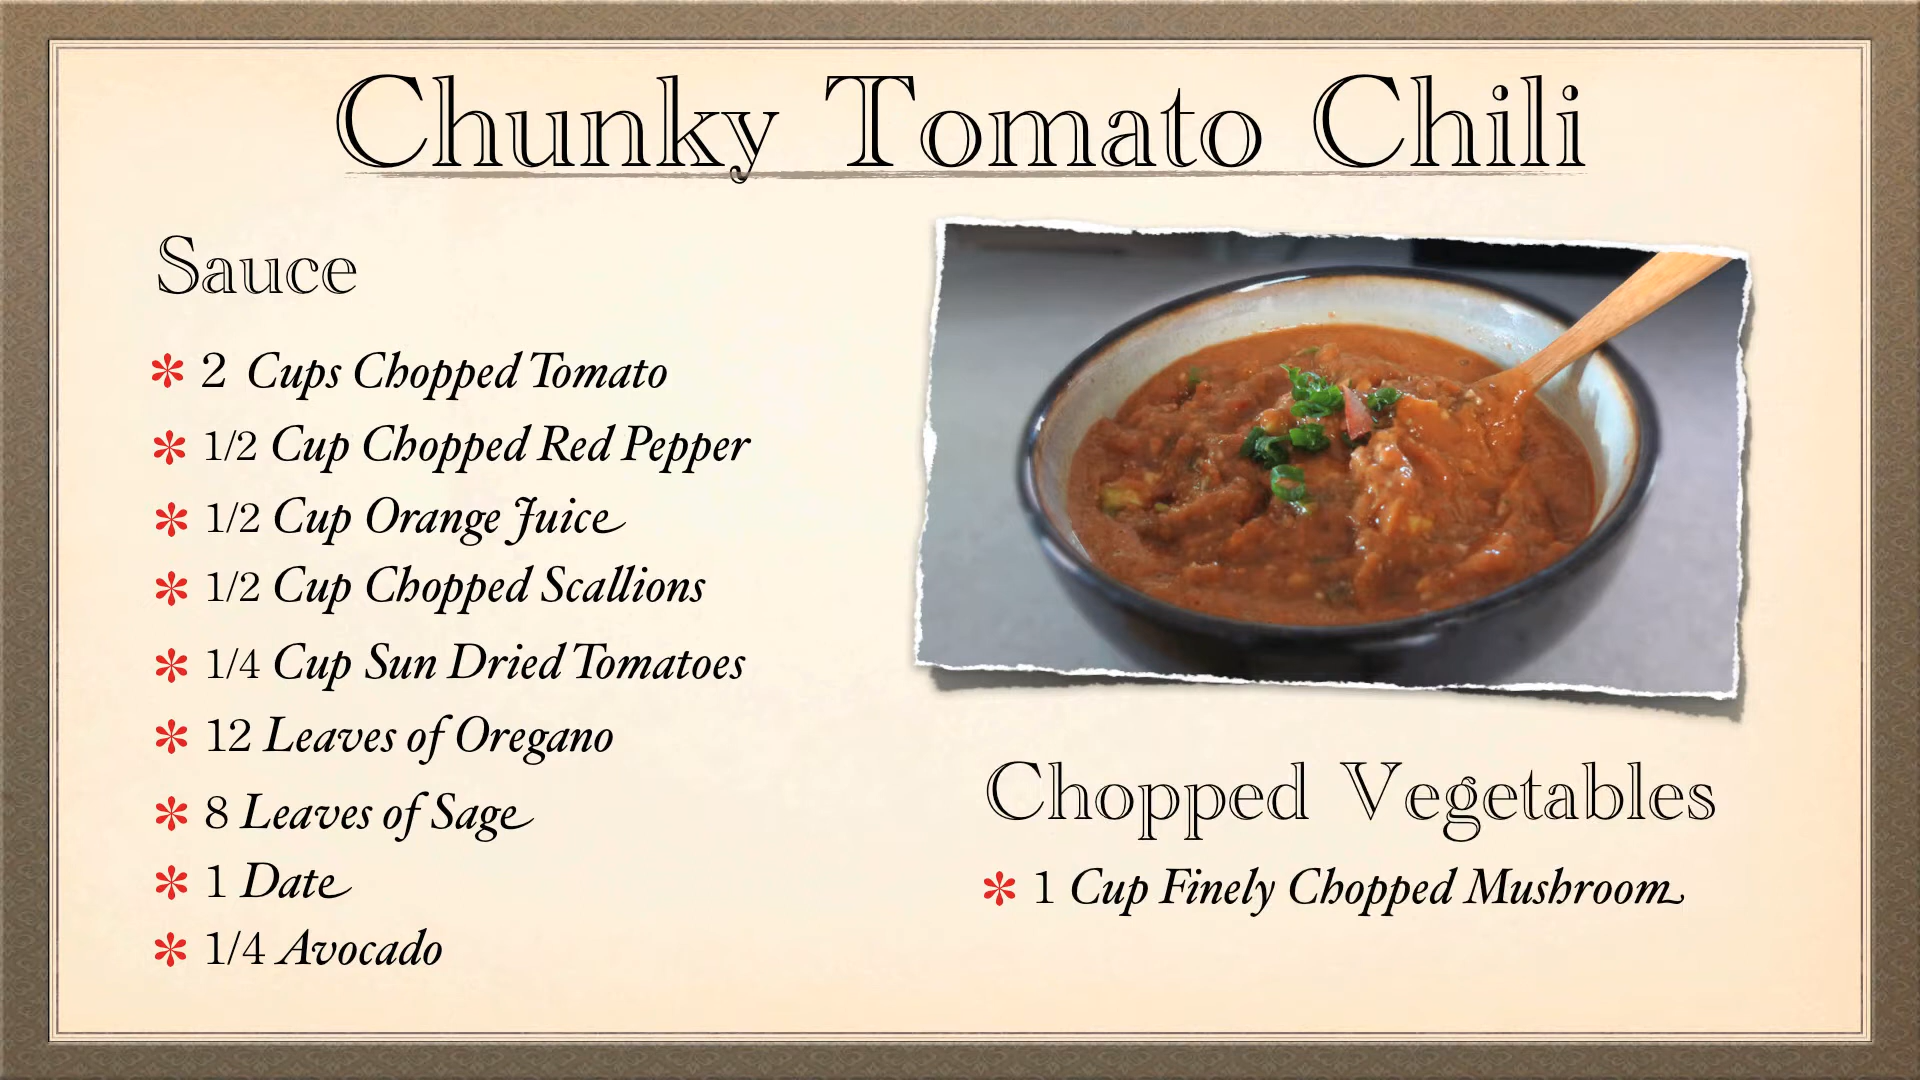 Chunky Tomato Chili
Sauce
2 Cups Chopped Tomato
1/2 Cup Chopped Red Pepper
1/2 Cup Orange Juice
1/2 Cup Chopped Scallions
1/4 Cup Sun Dried Tomatoes
12 Leaves of Oregano
8 Leaves of Sage
1 Date
1/4 Avocado
Chopped Vegetables
1 Cup Finely Chopped Mushroom